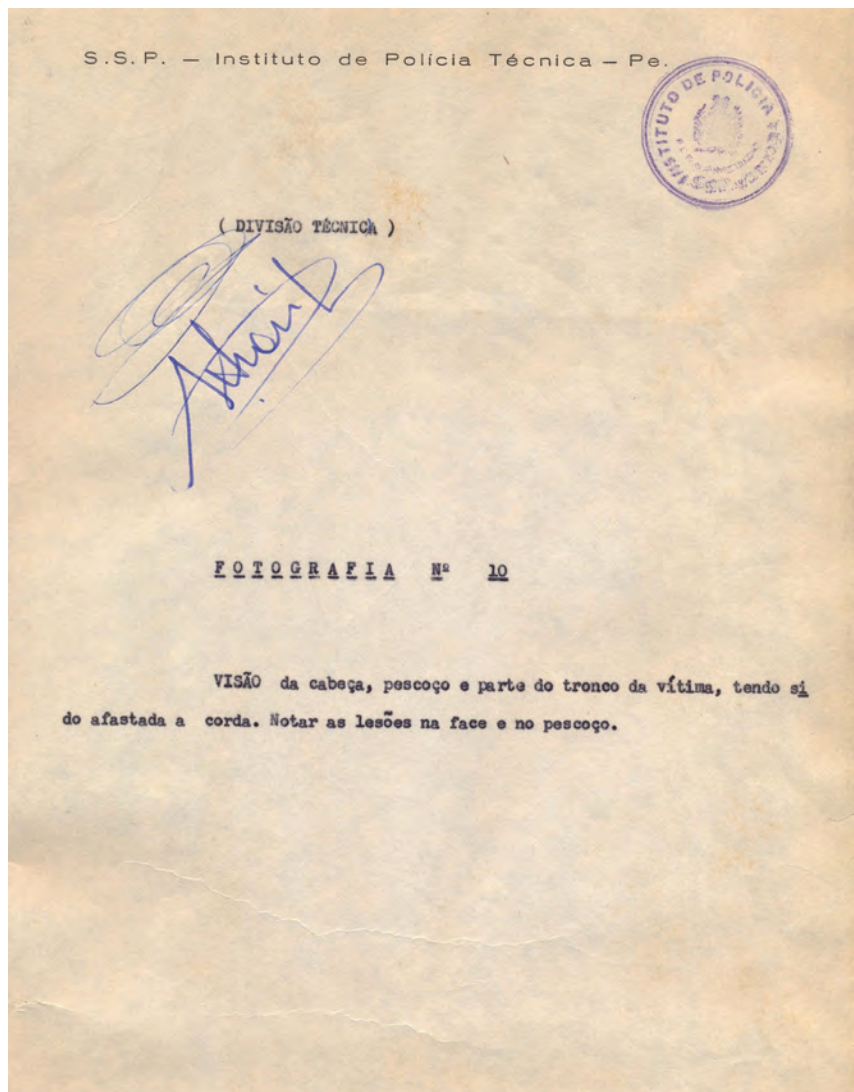 S.S.P. — Instituto de Polícia Técnica — Pe.
INSTITUTO DE POLICIA TÉCNICA
( DIVISÃO TÉCNICA )
FOTOGRAFIA Nº 10
VISÃO da cabeça, pescoço e parte do tronco da vítima, tendo si
do afastada a corda. Notar as lesões na face e no pescoço.